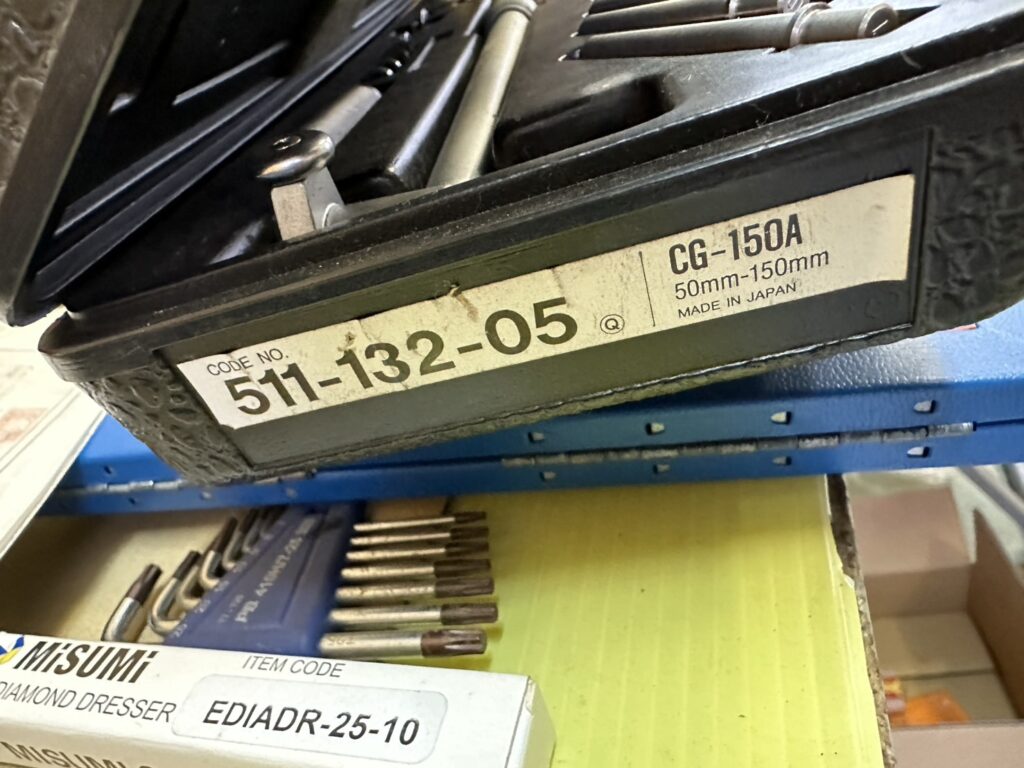 CODE NO.
511-132-05 Q
CG-150A
50mm-150mm
MADE IN JAPAN
MiSUMi
DIAMOND DRESSER
ITEM CODE
EDIADR-25-10
MISUMI